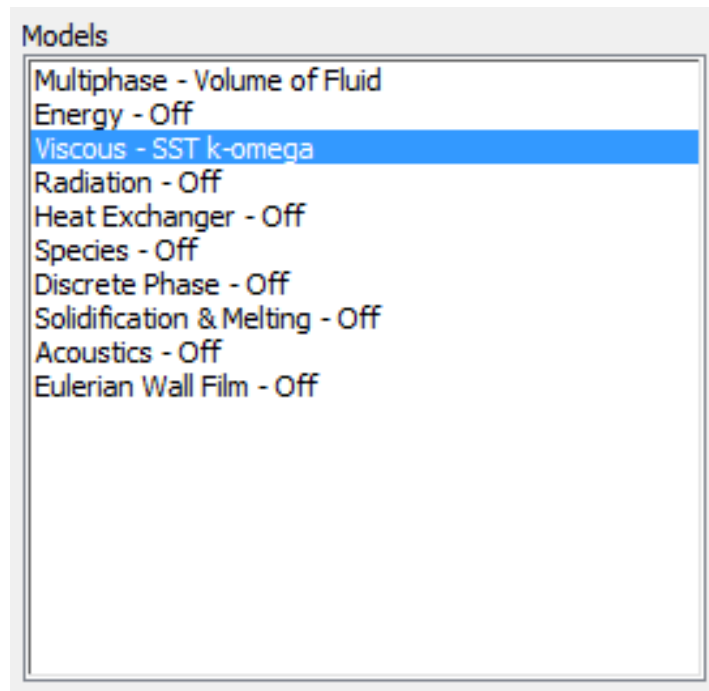 Models
Multiphase - Volume of Fluid
Energy - Off
Viscous - SST k-omega
Radiation - Off
Heat Exchanger - Off
Species - Off
Discrete Phase - Off
Solidification & Melting - Off
Acoustics - Off
Eulerian Wall Film - Off